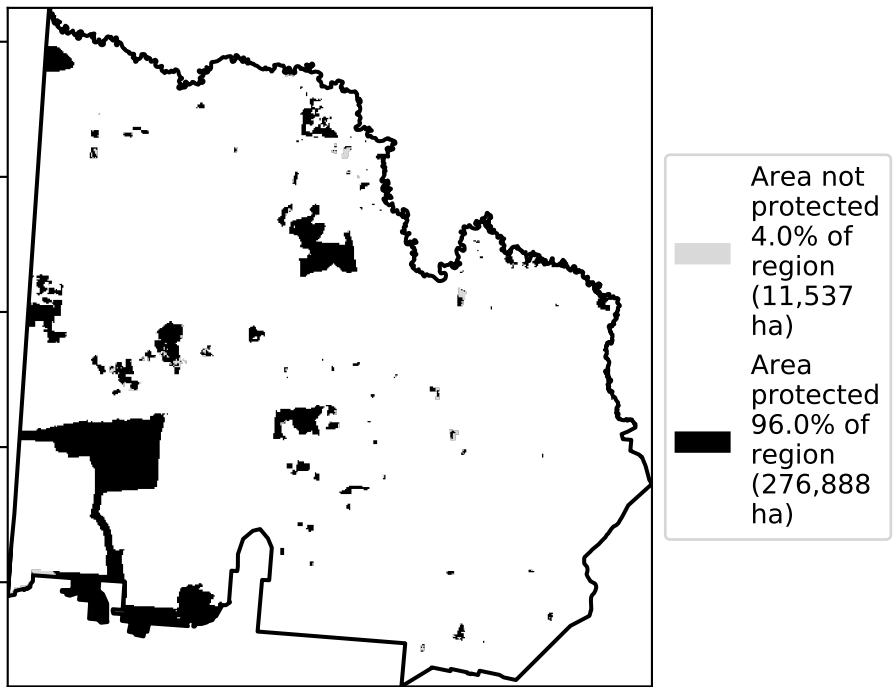 Area not
protected
4.0% of
region
(11,537
ha)
Area
protected
96.0% of
region
(276,888
ha)